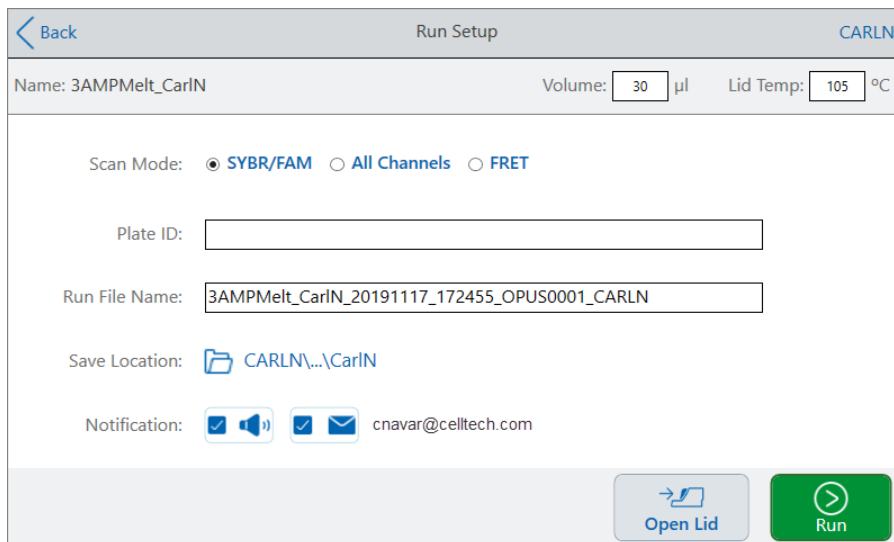 Back Run Setup CARLN
Name: 3AMPMelt_CarlN Volume: 30 µl Lid Temp: 105 ºC
Scan Mode: SYBR/FAM All Channels FRET
Plate ID:
Run File Name: 3AMPMelt_CarlN_20191117_172455_OPUS0001_CARLN
Save Location: CARLN\...\CarlN
Notification: cnavar@celltech.com
Open Lid Run